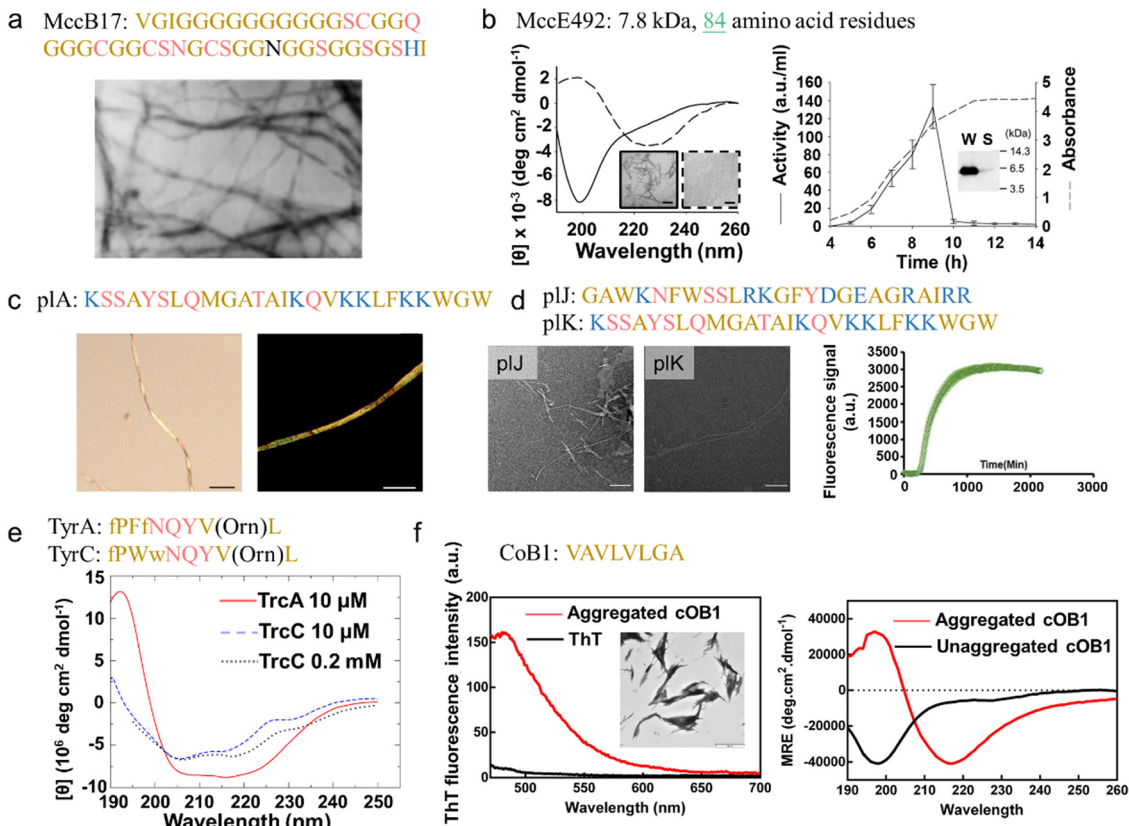 a
MccB17: VGIGGGGGGGGGGSCGGQ
GGGCGGCSNGCSGGNGGSGGSGSHI
b
MccE492: 7.8 kDa, 84 amino acid residues
2
0
-2
-4
-6
-8
[θ] x 10⁻³ (deg cm² dmol⁻¹)
200 220 240 260
Wavelength (nm)
160
140
120
100
80
60
40
20
0
Activity (a.u./ml)
5
4
3
2
1
0
Absorbance
W S (kDa)
14.3
6.5
3.5
4 6 8 10 12 14
Time (h)
c
plA: KSSAYSLQMGATAIKQVKKLFKKWGW
d
plJ: GAWKNFWSSLRKGFYDGEAGRAIRR
plK: KSSAYSLQMGATAIKQVKKLFKKWGW
plJ
plK
3500
3000
2500
2000
1500
1000
500
0
Fluorescence signal
(a.u.)
Time(Min)
0 1000 2000 3000
e
TyrA: fPFfNQYV(Orn)L
TyrC: fPWwNQYV(Orn)L
15
10
5
0
-5
-10
[θ] (10⁶ deg cm² dmol⁻¹)
TrcA 10 µM
TrcC 10 µM
TrcC 0.2 mM
190 200 210 220 230 240 250
Wavelength (nm)
f
CoB1: VAVLVLGA
200
150
100
50
0
ThT fluorescence intensity (a.u.)
Aggregated cOB1
ThT
500 550 600 650 700
Wavelength (nm)
40000
20000
0
-20000
-40000
MRE (deg.cm².dmol⁻¹)
Aggregated cOB1
Unaggregated cOB1
190 200 210 220 230 240 250 260
Wavelength